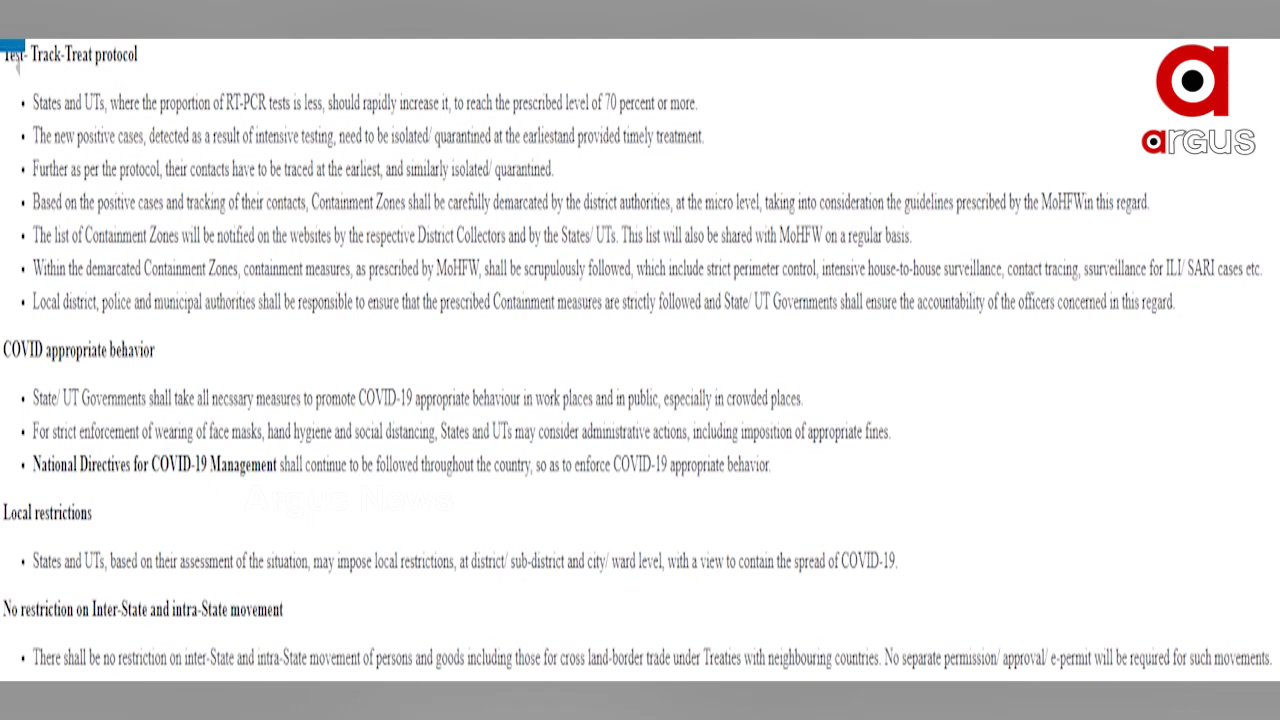 Test- Track-Treat protocol
argus
• States and UTs, where the proportion of RT-PCR tests is less, should rapidly increase it, to reach the prescribed level of 70 percent or more.
• The new positive cases, detected as a result of intensive testing, need to be isolated/ quarantined at the earliestand provided timely treatment.
• Further as per the protocol, their contacts have to be traced at the earliest, and similarly isolated/ quarantined.
• Based on the positive cases and tracking of their contacts, Containment Zones shall be carefully demarcated by the district authorities, at the micro level, taking into consideration the guidelines prescribed by the MoHFWin this regard.
• The list of Containment Zones will be notified on the websites by the respective District Collectors and by the States/ UTs. This list will also be shared with MoHFW on a regular basis.
• Within the demarcated Containment Zones, containment measures, as prescribed by MoHFW, shall be scrupulously followed, which include strict perimeter control, intensive house-to-house surveillance, contact tracing, ssurveillance for ILI/ SARI cases etc.
• Local district, police and municipal authorities shall be responsible to ensure that the prescribed Containment measures are strictly followed and State/ UT Governments shall ensure the accountability of the officers concerned in this regard.
COVID appropriate behavior
• State/ UT Governments shall take all necssary measures to promote COVID-19 appropriate behaviour in work places and in public, especially in crowded places.
• For strict enforcement of wearing of face masks, hand hygiene and social distancing, States and UTs may consider administrative actions, including imposition of appropriate fines.
• National Directives for COVID-19 Management shall continue to be followed throughout the country, so as to enforce COVID-19 appropriate behavior.
Argus News
Local restrictions
• States and UTs, based on their assessment of the situation, may impose local restrictions, at district/ sub-district and city/ ward level, with a view to contain the spread of COVID-19.
No restriction on Inter-State and intra-State movement
• There shall be no restriction on inter-State and intra-State movement of persons and goods including those for cross land-border trade under Treaties with neighbouring countries. No separate permission/ approval/ e-permit will be required for such movements.